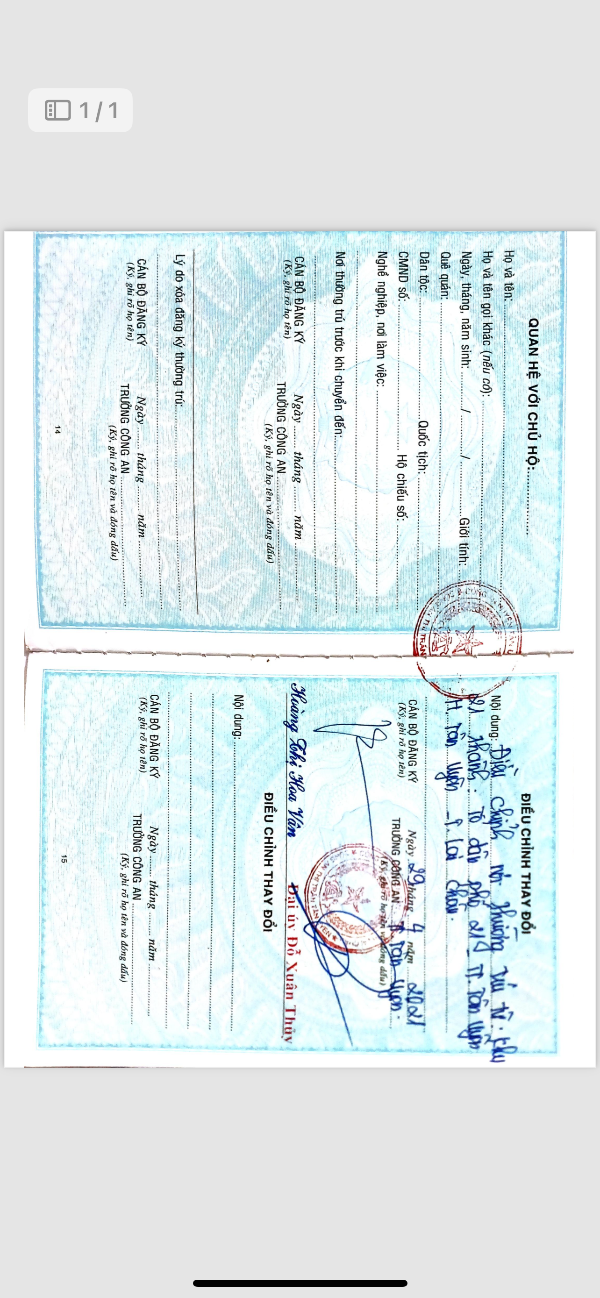 1/1
QUAN HỆ VỚI CHỦ HỘ:
Họ và tên:
Họ và tên gọi khác (nếu có):
Ngày, tháng, năm sinh: / / Giới tính:
Quê quán:
Dân tộc: Quốc tịch:
CMND số: Hộ chiếu số:
Nghề nghiệp, nơi làm việc:
Nơi thường trú trước khi chuyển đến:
Ngày ...... tháng ...... năm
CÁN BỘ ĐĂNG KÝ TRƯỞNG CÔNG AN
(Ký, ghi rõ họ tên) (Ký, ghi rõ họ tên và đóng dấu)
Lý do xóa đăng ký thường trú:
Ngày ...... tháng ...... năm
CÁN BỘ ĐĂNG KÝ TRƯỞNG CÔNG AN
(Ký, ghi rõ họ tên) (Ký, ghi rõ họ tên và đóng dấu)
14
ĐIỀU CHỈNH THAY ĐỔI
Nội dung: Điều chỉnh nơi thường trú từ: khu
21 thành: Tổ dân phố 21 - TT. Tân Uyên
H. Tân Uyên - T. Lai Châu.
Ngày 29 tháng 4 năm 2021
CÁN BỘ ĐĂNG KÝ TRƯỞNG CÔNG AN TT. Tân Uyên.
(Ký, ghi rõ họ tên) (Ký, ghi rõ họ tên và đóng dấu)
Hoàng Thị Hoa Vân Đại úy Đỗ Xuân Thủy
ĐIỀU CHỈNH THAY ĐỔI
Nội dung:
Ngày ...... tháng ...... năm
CÁN BỘ ĐĂNG KÝ TRƯỞNG CÔNG AN
(Ký, ghi rõ họ tên) (Ký, ghi rõ họ tên và đóng dấu)
15